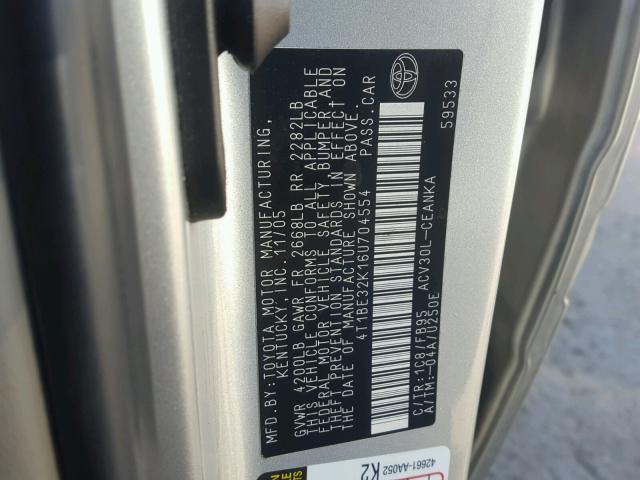 MFD.BY:TOYOTA MOTOR MANUFACTURING,
KENTUCKY, INC. 11/05
GVWR 4200LB GAWR FR. 2668LB RR 2282LB
THIS VEHICLE CONFORMS TO ALL APPLICABLE
FEDERAL MOTOR VEHICLE SAFETY, BUMPER AND
THEFT PREVENTION STANDARDS IN EFFECT ON
THE DATE OF MANUFACTURE SHOWN ABOVE.
4T1BE32K16U704554 PASS.CAR
C/TR:1C8/FB95 ACV30L-CEANKA
A/TM:-04A/U250E
59533
42661-AA052
K2